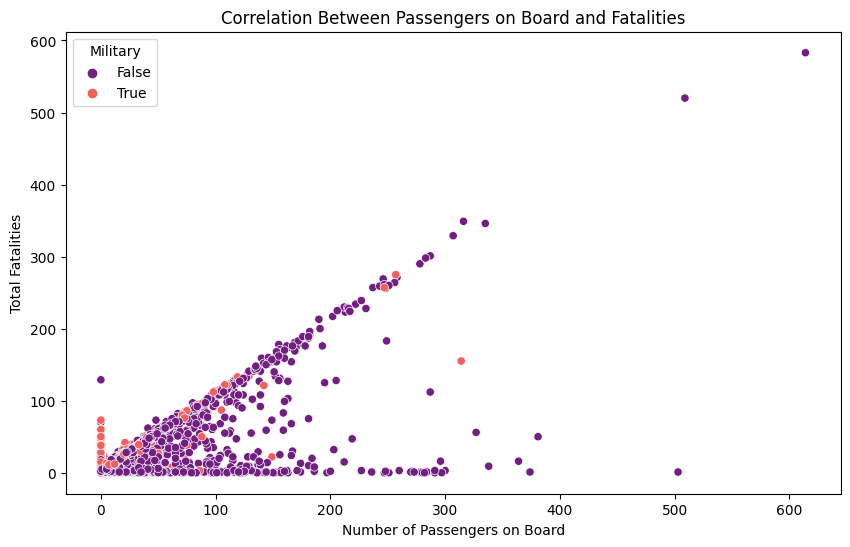 Correlation Between Passengers on Board and Fatalities
Military
False
True
Total Fatalities
600
500
400
300
200
100
0
0 100 200 300 400 500 600
Number of Passengers on Board